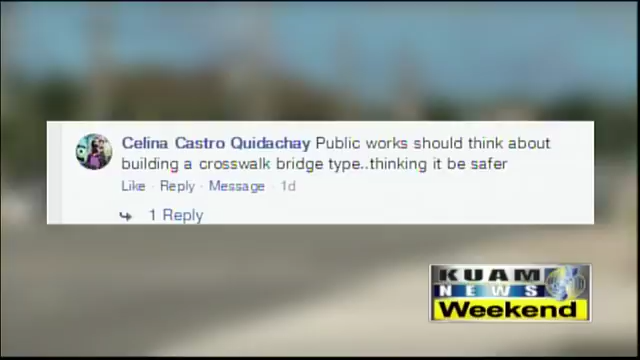 Celina Castro Quidachay Public works should think about
building a crosswalk bridge type..thinking it be safer
Like · Reply · Message · 1d
1 Reply
KUAM
NEWS
Weekend